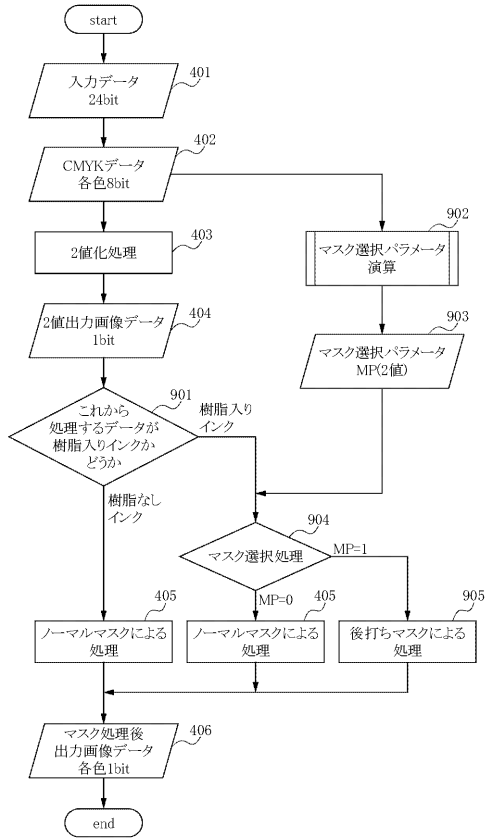 start
入力データ
24bit
401
CMYKデータ
各色8bit
402
2値化処理
403
902
マスク選択パラメータ
演算
2値出力画像データ
1bit
404
903
マスク選択パラメータ
MP(2値)
901
これから
処理するデータが
樹脂入りインクか
どうか
樹脂入り
インク
樹脂なし
インク
904
マスク選択処理
MP=1
MP=0
405
ノーマルマスクによる
処理
405
ノーマルマスクによる
処理
905
後打ちマスクによる
処理
マスク処理後
出力画像データ
各色1bit
406
end